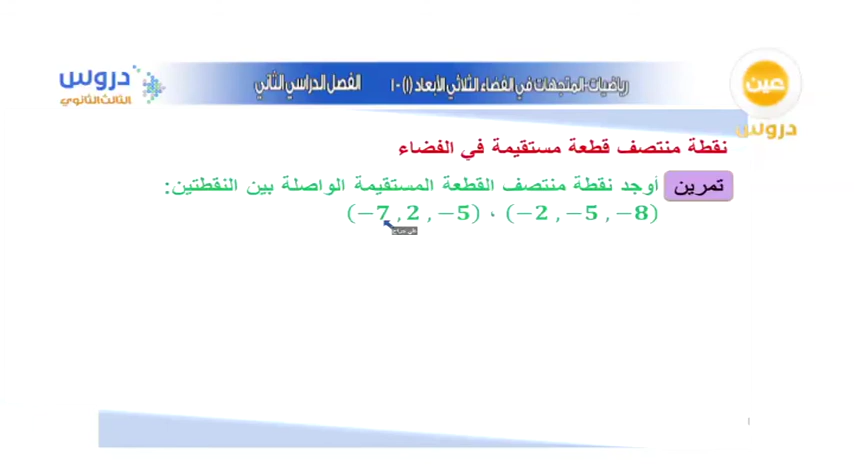 دروس
الثالث الثانوي
رياضيات-المتجهات في الفضاء الثلاثي الأبعاد (١) -١ الفصل الدراسي الثاني
عين
دروس
نقطة منتصف قطعة مستقيمة في الفضاء
تمرين أوجد نقطة منتصف القطعة المستقيمة الواصلة بين النقطتين:
(−2 , −5 , −8) ، (−7 , 2 , −5)